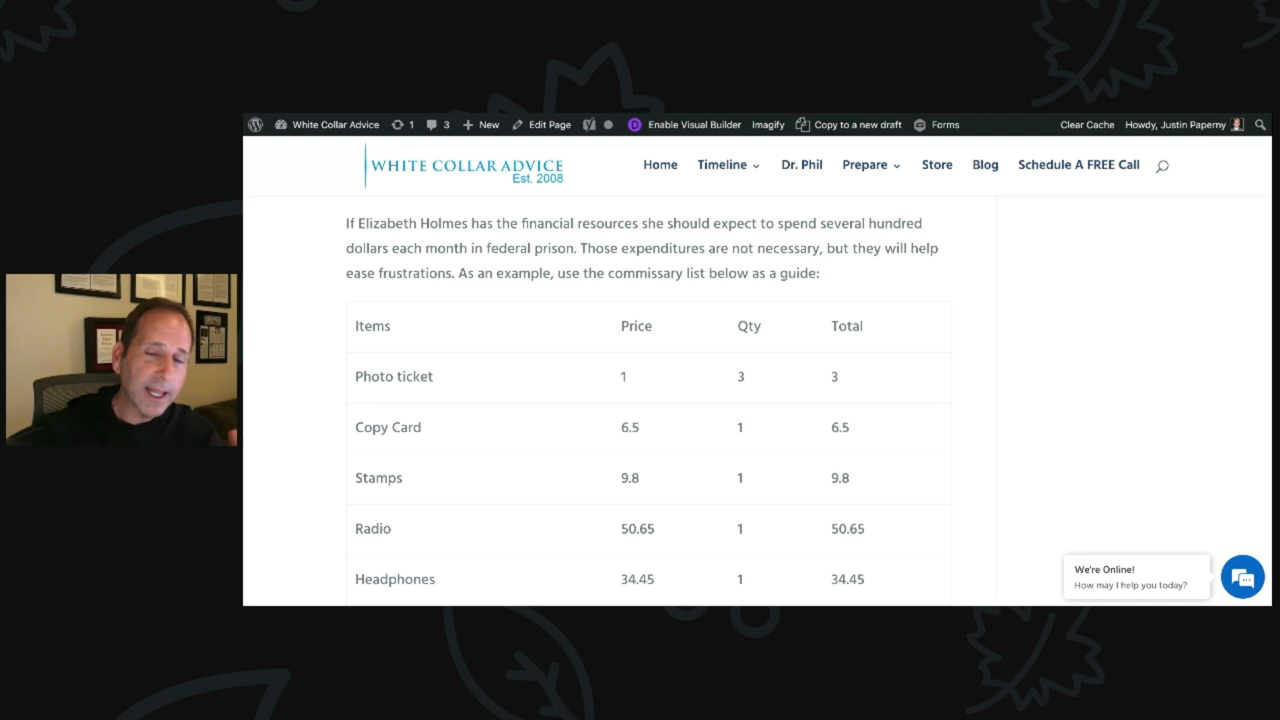 White Collar Advice 1 3 New Edit Page Enable Visual Builder Imagify Copy to a new draft Forms Clear Cache Howdy, Justin Paperny
WHITE COLLAR ADVICE
Est. 2008
Home Timeline Dr. Phil Prepare Store Blog Schedule A FREE Call
If Elizabeth Holmes has the financial resources she should expect to spend several hundred
dollars each month in federal prison. Those expenditures are not necessary, but they will help
ease frustrations. As an example, use the commissary list below as a guide:
Items Price Qty Total
Photo ticket 1 3 3
Copy Card 6.5 1 6.5
Stamps 9.8 1 9.8
Radio 50.65 1 50.65
Headphones 34.45 1 34.45
We're Online!
How may I help you today?